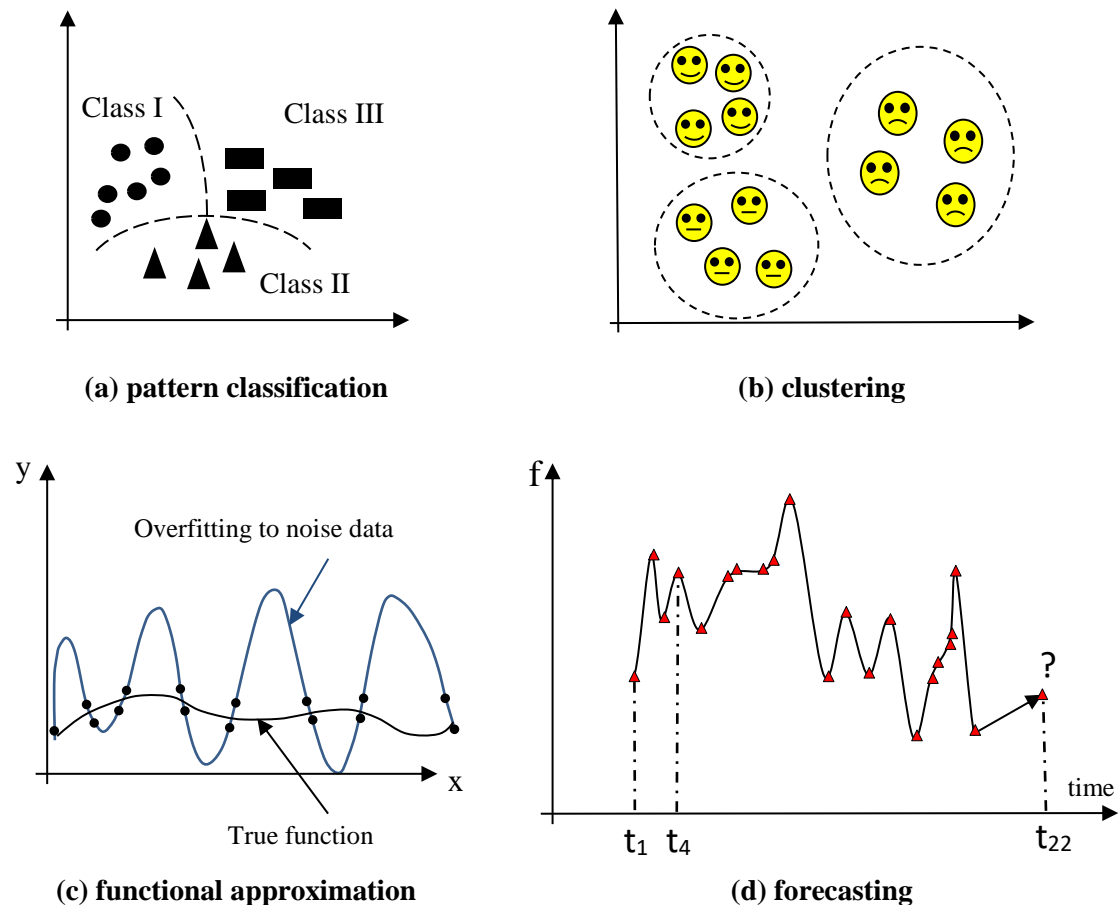 Class I
Class III
Class II
(a) pattern classification
(b) clustering
y
Overfitting to noise data
x
True function
(c) functional approximation
f
?
time
t₁
t₄
t₂₂
(d) forecasting